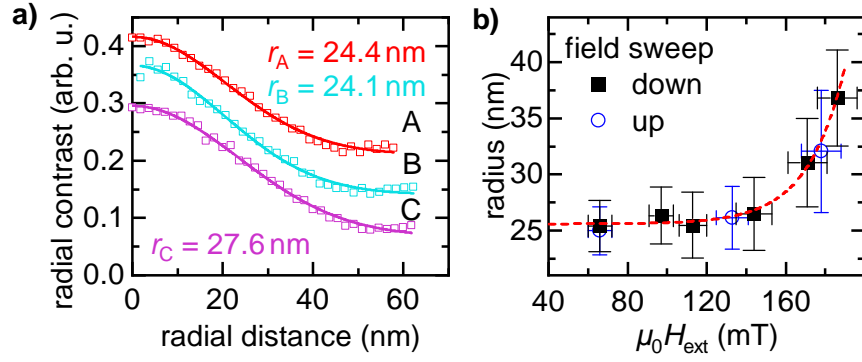 a)
radial contrast (arb. u.)
0.4
0.3
0.2
0.1
0.0
r_A = 24.4 nm
r_B = 24.1 nm
A
B
C
r_C = 27.6 nm
0 20 40 60
radial distance (nm)
b)
radius (nm)
40
35
30
25
field sweep
down
up
40 80 120 160
μ₀H_ext (mT)